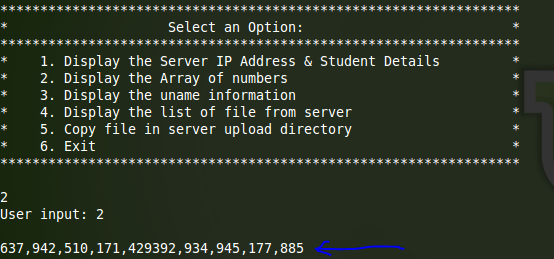 ****************************************************************
* Select an Option: *
****************************************************************
* 1. Display the Server IP Address & Student Details *
* 2. Display the Array of numbers *
* 3. Display the uname information *
* 4. Display the list of file from server *
* 5. Copy file in server upload directory *
* 6. Exit *
****************************************************************
2
User input: 2
637,942,510,171,429392,934,945,177,885